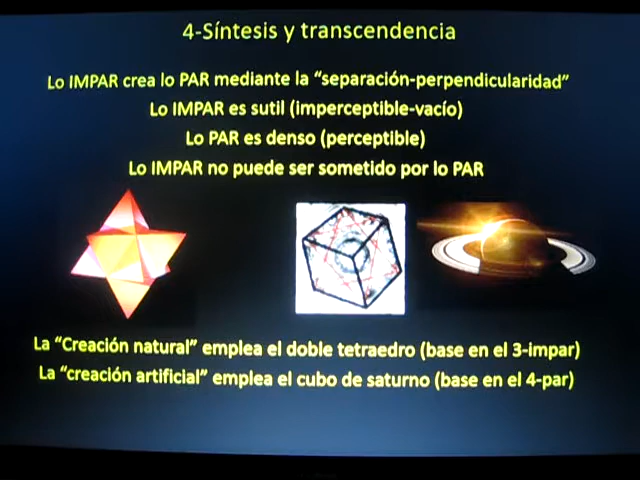 4-Síntesis y transcendencia
Lo IMPAR crea lo PAR mediante la "separación-perpendicularidad"
Lo IMPAR es sutil (imperceptible-vacío)
Lo PAR es denso (perceptible)
Lo IMPAR no puede ser sometido por lo PAR
La "Creación natural" emplea el doble tetraedro (base en el 3-impar)
La "creación artificial" emplea el cubo de saturno (base en el 4-par)